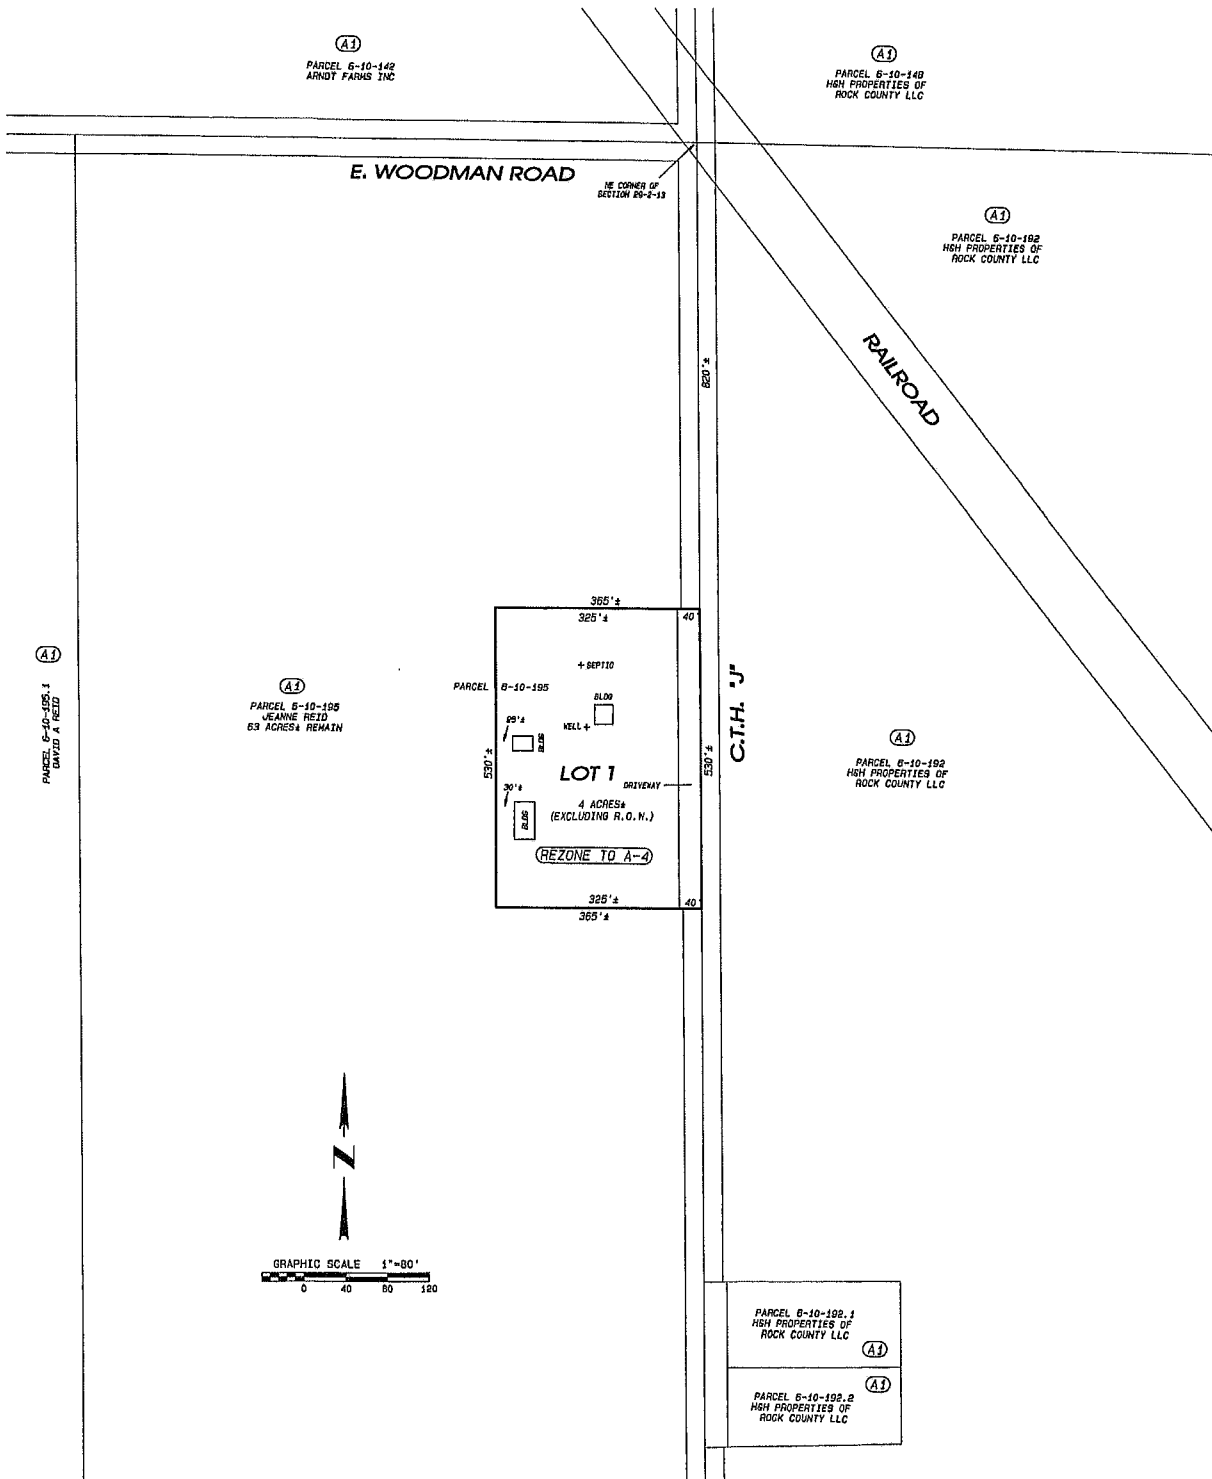 A1
PARCEL 6-10-142
ARNDT FARMS INC
A1
PARCEL 6-10-148
H&H PROPERTIES OF
ROCK COUNTY LLC
E. WOODMAN ROAD
NE CORNER OF
SECTION 29-2-13
A1
PARCEL 6-10-192
H&H PROPERTIES OF
ROCK COUNTY LLC
RAILROAD
820'±
365'±
325'±
40'
A1
PARCEL 6-10-195.1
DAVID A REID
A1
PARCEL 6-10-195
JEANNE REID
63 ACRES± REMAIN
PARCEL 6-10-195
+ SEPTIC
BLDG
WELL +
25'±
BLDG
530'±
LOT 1
DRIVEWAY
30'±
4 ACRES±
(EXCLUDING R.O.W.)
BLDG
REZONE TO A-4
530'±
C.T.H. "J"
A1
PARCEL 6-10-192
H&H PROPERTIES OF
ROCK COUNTY LLC
325'±
40'
365'±
N
GRAPHIC SCALE 1"=80'
0 40 80 120
PARCEL 6-10-192.1
H&H PROPERTIES OF
ROCK COUNTY LLC
A1
A1
PARCEL 6-10-192.2
H&H PROPERTIES OF
ROCK COUNTY LLC